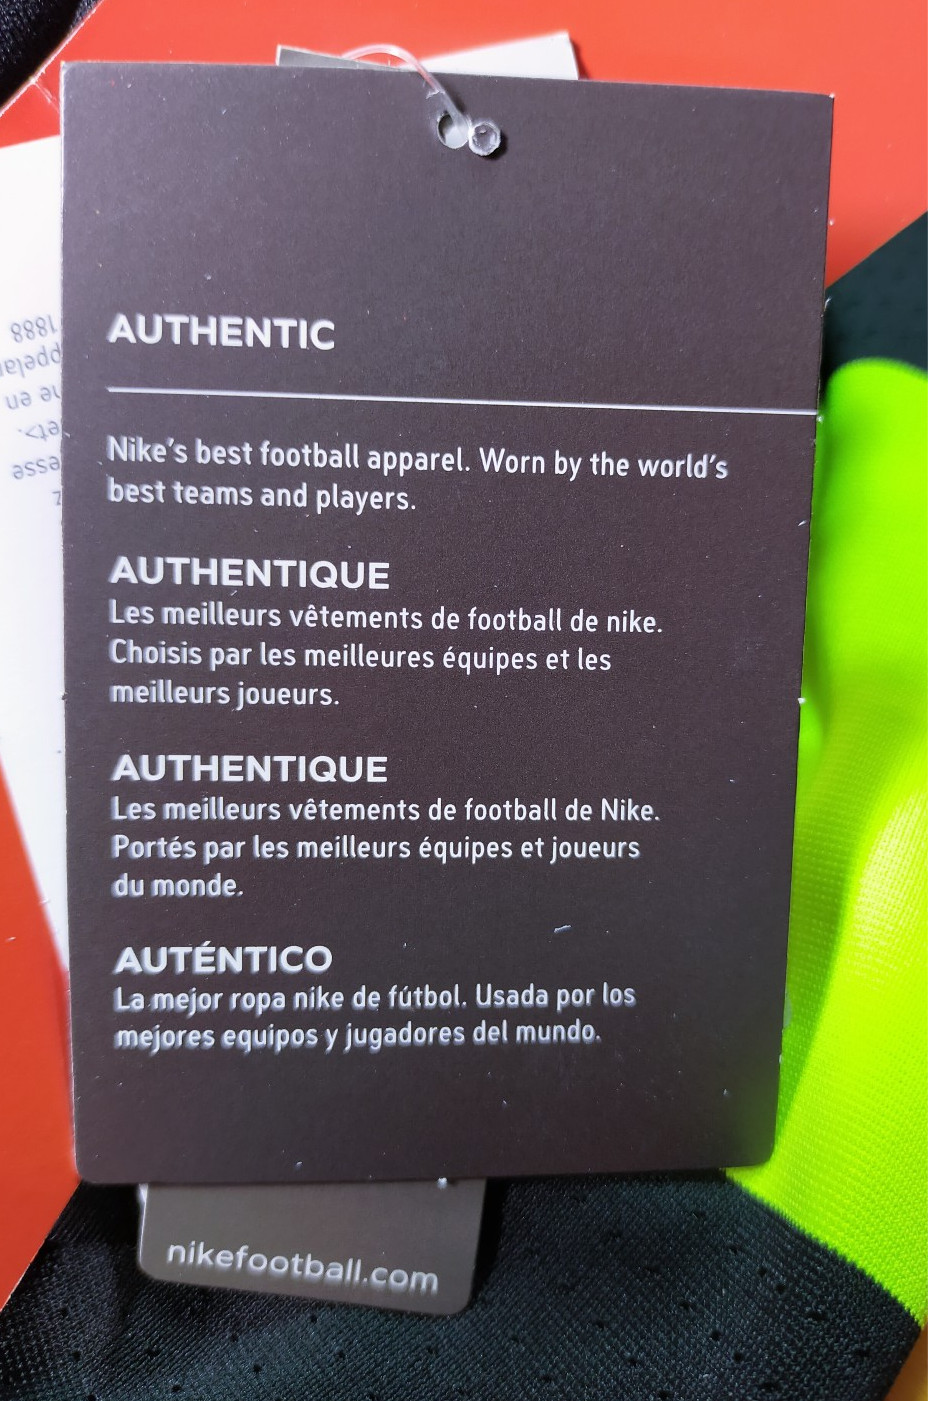 AUTHENTIC
Nike's best football apparel. Worn by the world's
best teams and players.
AUTHENTIQUE
Les meilleurs vêtements de football de nike.
Choisis par les meilleures équipes et les
meilleurs joueurs.
AUTHENTIQUE
Les meilleurs vêtements de football de Nike.
Portés par les meilleurs équipes et joueurs
du monde.
AUTÉNTICO
La mejor ropa nike de fútbol. Usada por los
mejores equipos y jugadores del mundo.
nikefootball.com
1888
en